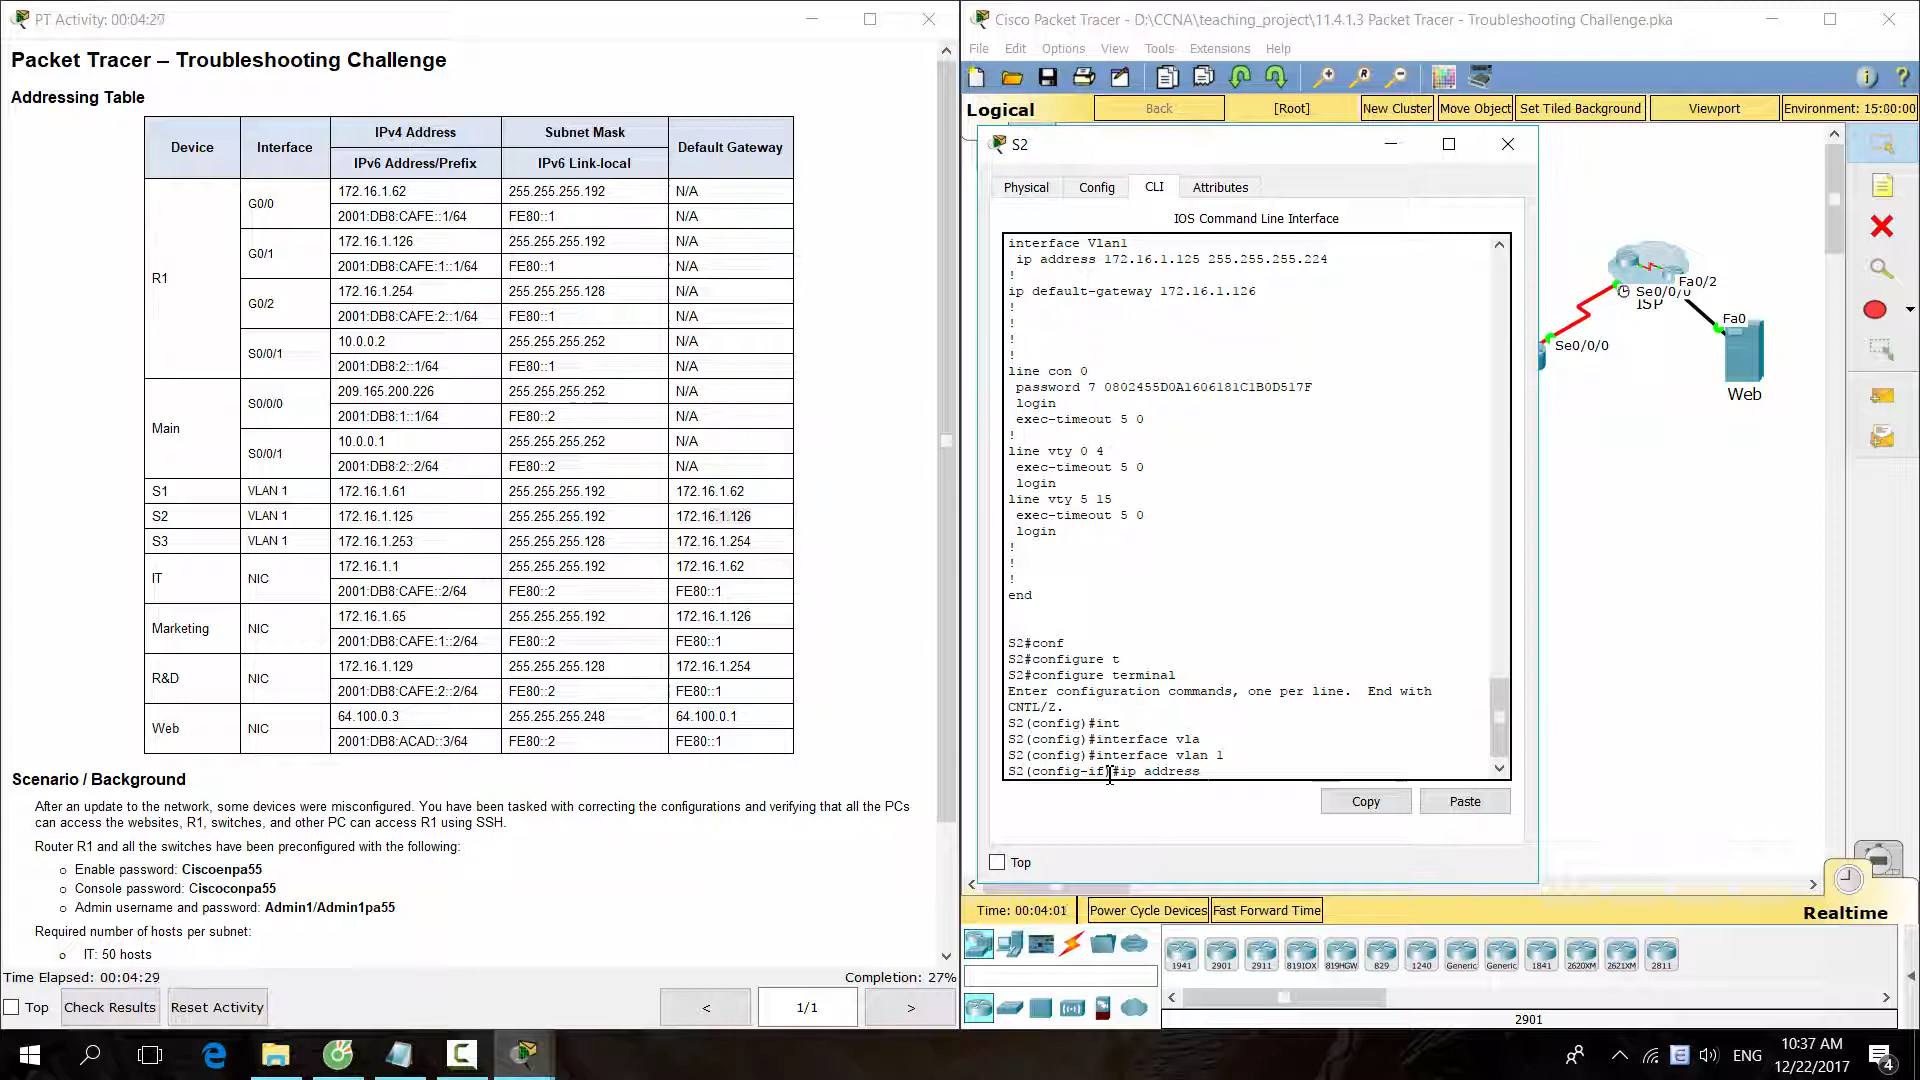 PT Activity: 00:04:27
Packet Tracer – Troubleshooting Challenge
Addressing Table
Device
Interface
IPv4 Address
Subnet Mask
Default Gateway
IPv6 Address/Prefix
IPv6 Link-local
R1
G0/0
172.16.1.62
255.255.255.192
N/A
2001:DB8:CAFE::1/64
FE80::1
N/A
G0/1
172.16.1.126
255.255.255.192
N/A
2001:DB8:CAFE:1::1/64
FE80::1
N/A
G0/2
172.16.1.254
255.255.255.128
N/A
2001:DB8:CAFE:2::1/64
FE80::1
N/A
S0/0/1
10.0.0.2
255.255.255.252
N/A
2001:DB8:2::1/64
FE80::1
N/A
Main
S0/0/0
209.165.200.226
255.255.255.252
N/A
2001:DB8:1::1/64
FE80::2
N/A
S0/0/1
10.0.0.1
255.255.255.252
N/A
2001:DB8:2::2/64
FE80::2
N/A
S1
VLAN 1
172.16.1.61
255.255.255.192
172.16.1.62
S2
VLAN 1
172.16.1.125
255.255.255.192
172.16.1.126
S3
VLAN 1
172.16.1.253
255.255.255.128
172.16.1.254
IT
NIC
172.16.1.1
255.255.255.192
172.16.1.62
2001:DB8:CAFE::2/64
FE80::2
FE80::1
Marketing
NIC
172.16.1.65
255.255.255.192
172.16.1.126
2001:DB8:CAFE:1::2/64
FE80::2
FE80::1
R&D
NIC
172.16.1.129
255.255.255.128
172.16.1.254
2001:DB8:CAFE:2::2/64
FE80::2
FE80::1
Web
NIC
64.100.0.3
255.255.255.248
64.100.0.1
2001:DB8:ACAD::3/64
FE80::2
FE80::1
Scenario / Background
After an update to the network, some devices were misconfigured. You have been tasked with correcting the configurations and verifying that all the PCs
can access the websites, R1, switches, and other PC can access R1 using SSH.
Router R1 and all the switches have been preconfigured with the following:
o Enable password: Ciscoenpa55
o Console password: Ciscoconpa55
o Admin username and password: Admin1/Admin1pa55
Required number of hosts per subnet:
o IT: 50 hosts
Time Elapsed: 00:04:29
Completion: 27%
Top
Check Results
Reset Activity
<
1/1
>
Cisco Packet Tracer - D:\CCNA\teaching_project\11.4.1.3 Packet Tracer - Troubleshooting Challenge.pka
File Edit Options View Tools Extensions Help
Logical
Back
[Root]
New Cluster
Move Object
Set Tiled Background
Viewport
Environment: 15:00:00
S2
Physical
Config
CLI
Attributes
IOS Command Line Interface
interface Vlan1
ip address 172.16.1.125 255.255.255.224
!
ip default-gateway 172.16.1.126
!
!
!
!
line con 0
password 7 0802455D0A1606181C1B0D517F
login
exec-timeout 5 0
!
line vty 0 4
exec-timeout 5 0
login
line vty 5 15
exec-timeout 5 0
login
!
!
!
end
S2#conf
S2#configure t
S2#configure terminal
Enter configuration commands, one per line. End with
CNTL/Z.
S2(config)#int
S2(config)#interface vla
S2(config)#interface vlan 1
S2(config-if)#ip address
Copy
Paste
Top
Fa0/2
Se0/0/0
ISP
Fa0
Se0/0/0
Web
Time: 00:04:01
Power Cycle Devices
Fast Forward Time
Realtime
1941
2901
2911
819IOX
819HGW
829
1240
Generic
Generic
1841
2620XM
2621XM
2811
2901
ENG
10:37 AM
12/22/2017
4